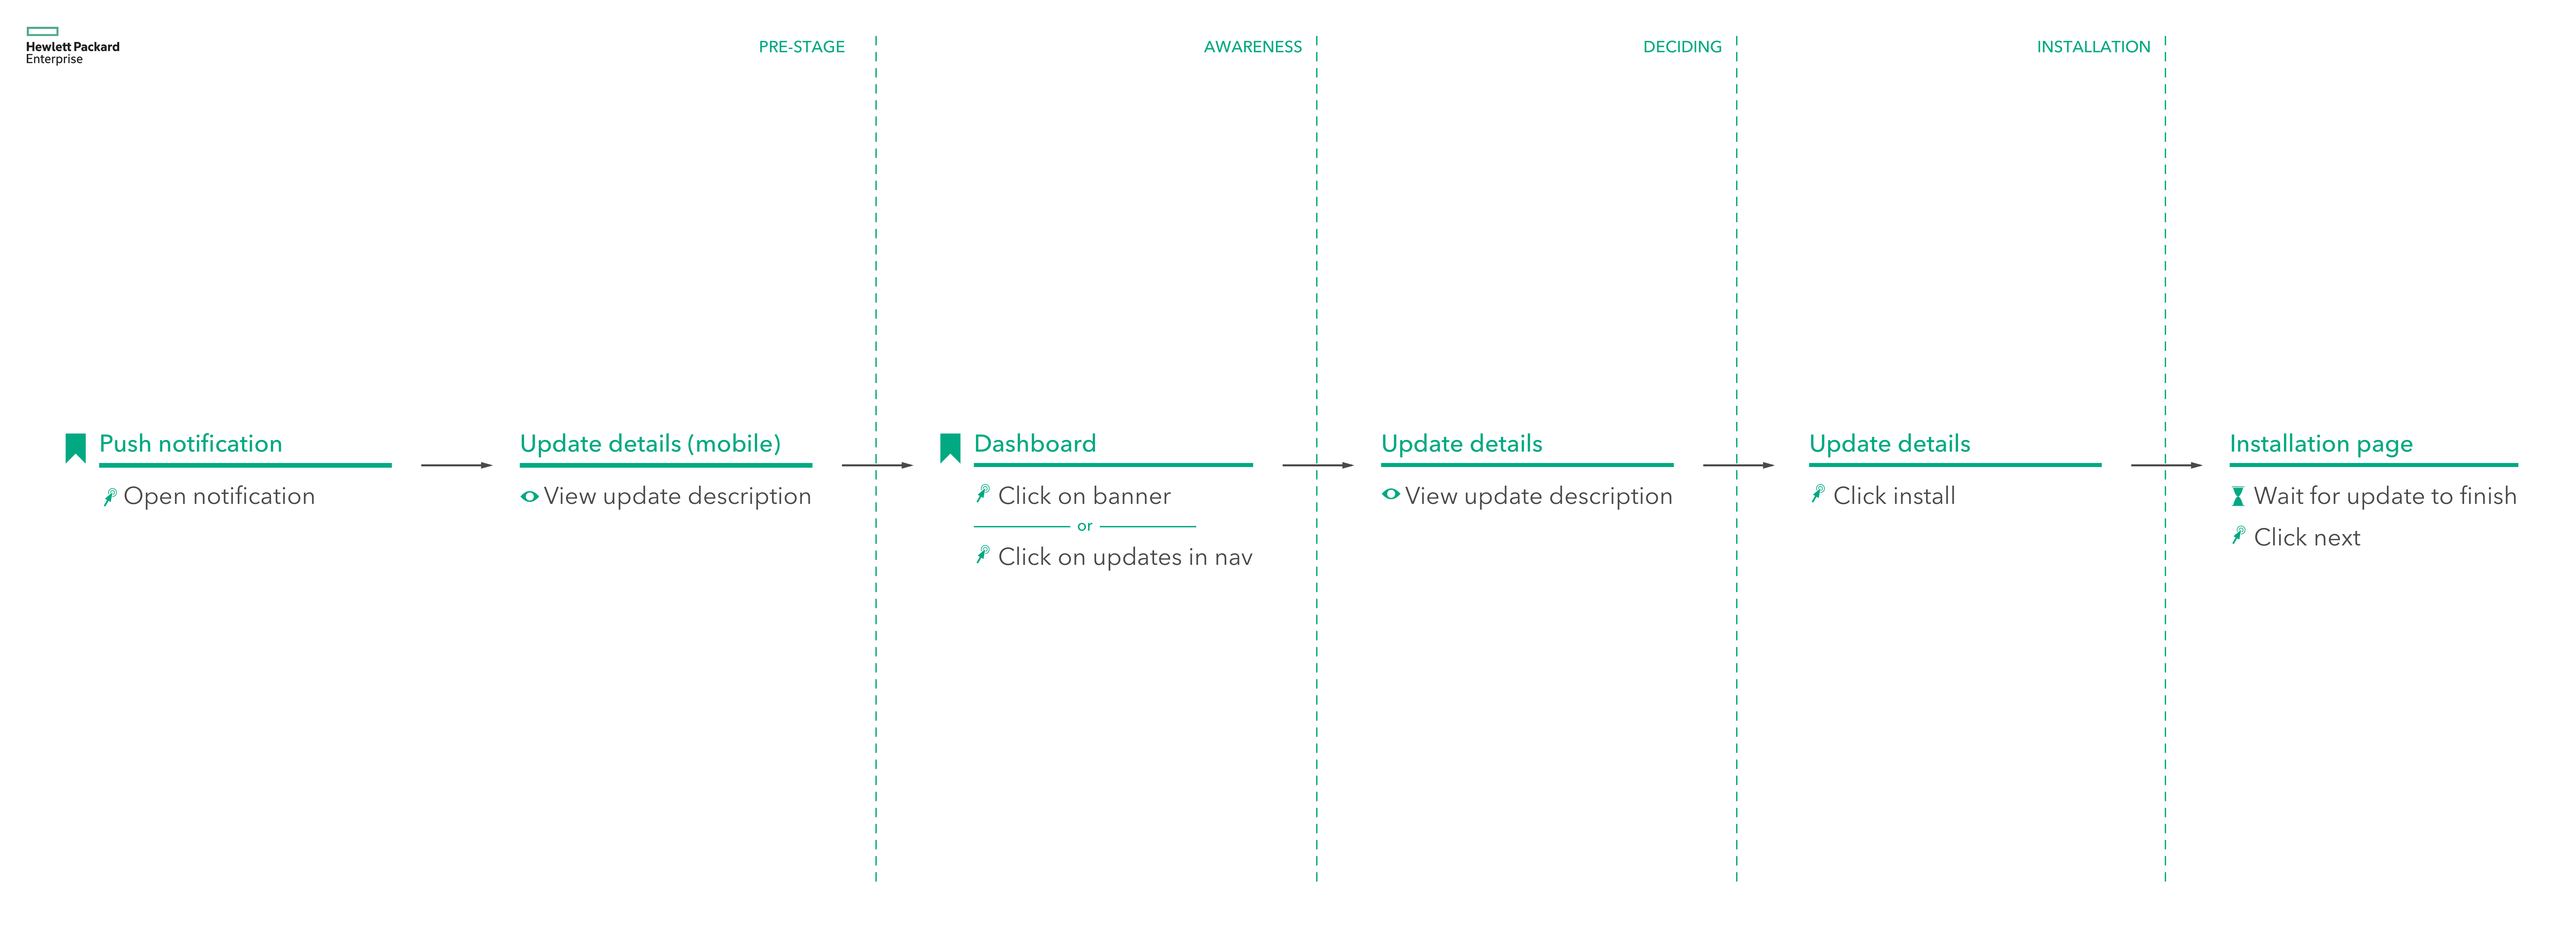 Hewlett Packard
Enterprise
PRE-STAGE
AWARENESS
DECIDING
INSTALLATION
Push notification
Open notification
Update details (mobile)
View update description
Dashboard
Click on banner
or
Click on updates in nav
Update details
View update description
Update details
Click install
Installation page
Wait for update to finish
Click next